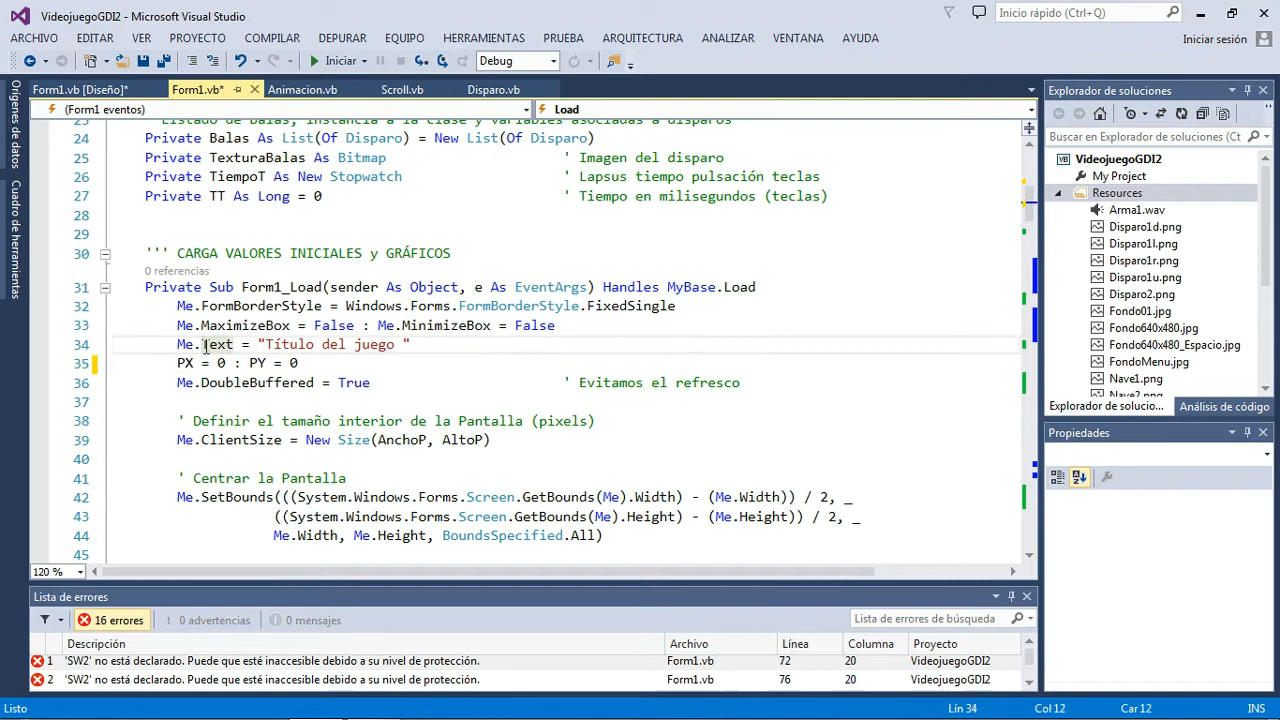 VideojuegoGDI2 - Microsoft Visual Studio
Inicio rápido (Ctrl+Q)
ARCHIVO EDITAR VER PROYECTO COMPILAR DEPURAR EQUIPO HERRAMIENTAS PRUEBA ARQUITECTURA ANALIZAR VENTANA AYUDA
Iniciar sesión
Iniciar Debug
Orígenes de datos
Cuadro de herramientas
Form1.vb [Diseño]* Form1.vb* Animacion.vb Scroll.vb Disparo.vb
(Form1 eventos) Load
23 ' Listado de balas, instancia a la clase y variables asociadas a disparos
24 Private Balas As List(Of Disparo) = New List(Of Disparo)
25 Private TexturaBalas As Bitmap ' Imagen del disparo
26 Private TiempoT As New Stopwatch ' Lapsus tiempo pulsación teclas
27 Private TT As Long = 0 ' Tiempo en milisegundos (teclas)
28
29
30 ''' CARGA VALORES INICIALES y GRÁFICOS
0 referencias
31 Private Sub Form1_Load(sender As Object, e As EventArgs) Handles MyBase.Load
32 Me.FormBorderStyle = Windows.Forms.FormBorderStyle.FixedSingle
33 Me.MaximizeBox = False : Me.MinimizeBox = False
34 Me.Text = "Título del juego "
35 PX = 0 : PY = 0
36 Me.DoubleBuffered = True ' Evitamos el refresco
37
38 ' Definir el tamaño interior de la Pantalla (pixels)
39 Me.ClientSize = New Size(AnchoP, AltoP)
40
41 ' Centrar la Pantalla
42 Me.SetBounds(((System.Windows.Forms.Screen.GetBounds(Me).Width) - (Me.Width)) / 2, _
43 ((System.Windows.Forms.Screen.GetBounds(Me).Height) - (Me.Height)) / 2, _
44 Me.Width, Me.Height, BoundsSpecified.All)
45
120 %
Explorador de soluciones
Buscar en Explorador de soluciones (Ct
VideojuegoGDI2
My Project
Resources
Arma1.wav
Disparo1d.png
Disparo1l.png
Disparo1r.png
Disparo1u.png
Disparo2.png
Fondo01.jpg
Fondo640x480.jpg
Fondo640x480_Espacio.jpg
FondoMenu.jpg
Nave1.png
Nave2.png
Explorador de solucio... Análisis de código
Propiedades
Lista de errores
16 errores 0 advertencias 0 mensajes
Lista de errores de búsqueda
Descripción Archivo Línea Columna Proyecto
1 'SW2' no está declarado. Puede que esté inaccesible debido a su nivel de protección. Form1.vb 72 20 VideojuegoGDI2
2 'SW2' no está declarado. Puede que esté inaccesible debido a su nivel de protección. Form1.vb 76 20 VideojuegoGDI2
Listo Lín 34 Col 12 Car 12 INS